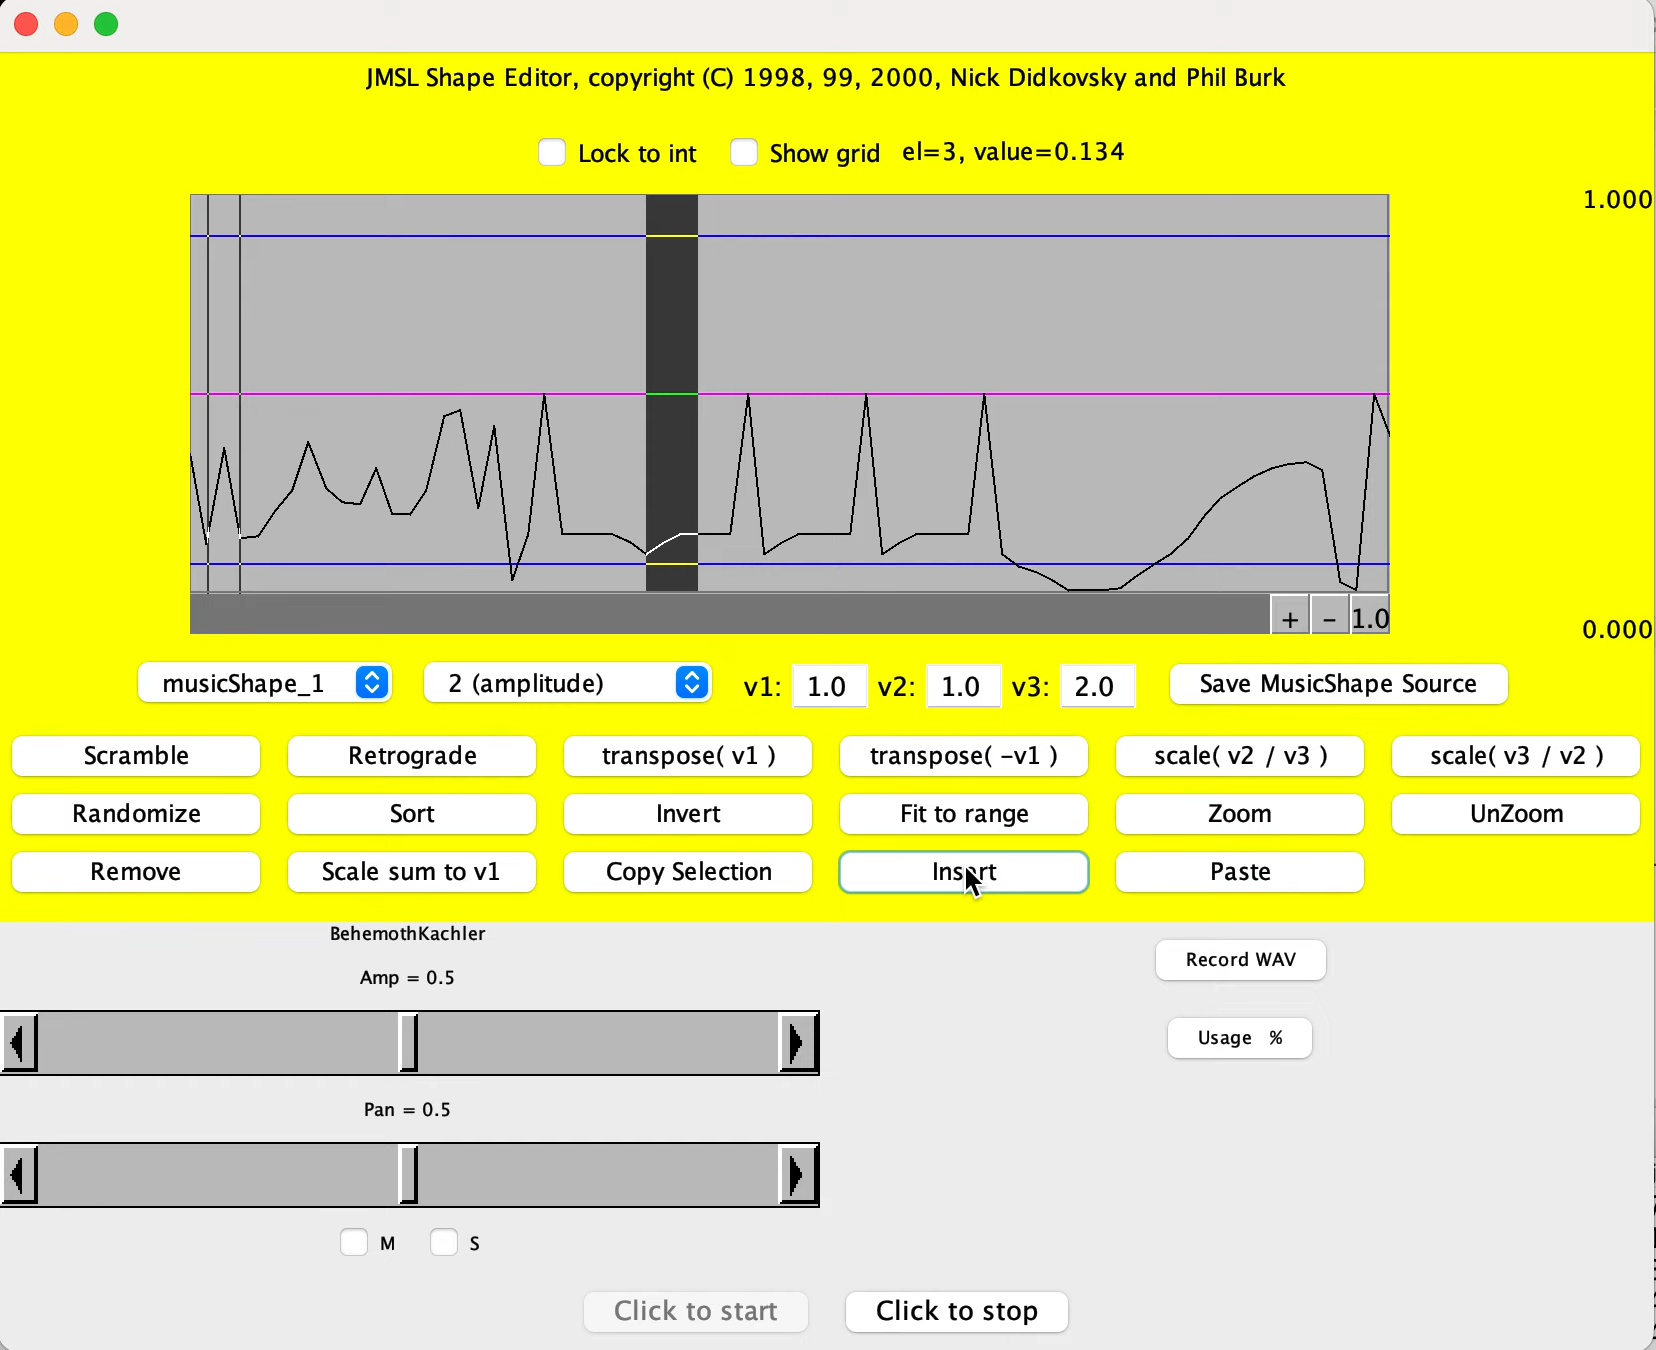 JMSL Shape Editor, copyright (C) 1998, 99, 2000, Nick Didkovsky and Phil Burk
Lock to int Show grid el=3, value=0.134
1.000
+ - 1.0
0.000
musicShape_1 2 (amplitude) v1: 1.0 v2: 1.0 v3: 2.0 Save MusicShape Source
Scramble Retrograde transpose( v1 ) transpose( -v1 ) scale( v2 / v3 ) scale( v3 / v2 )
Randomize Sort Invert Fit to range Zoom UnZoom
Remove Scale sum to v1 Copy Selection Insert Paste
BehemothKachler
Record WAV
Amp = 0.5
Usage %
Pan = 0.5
M S
Click to start Click to stop